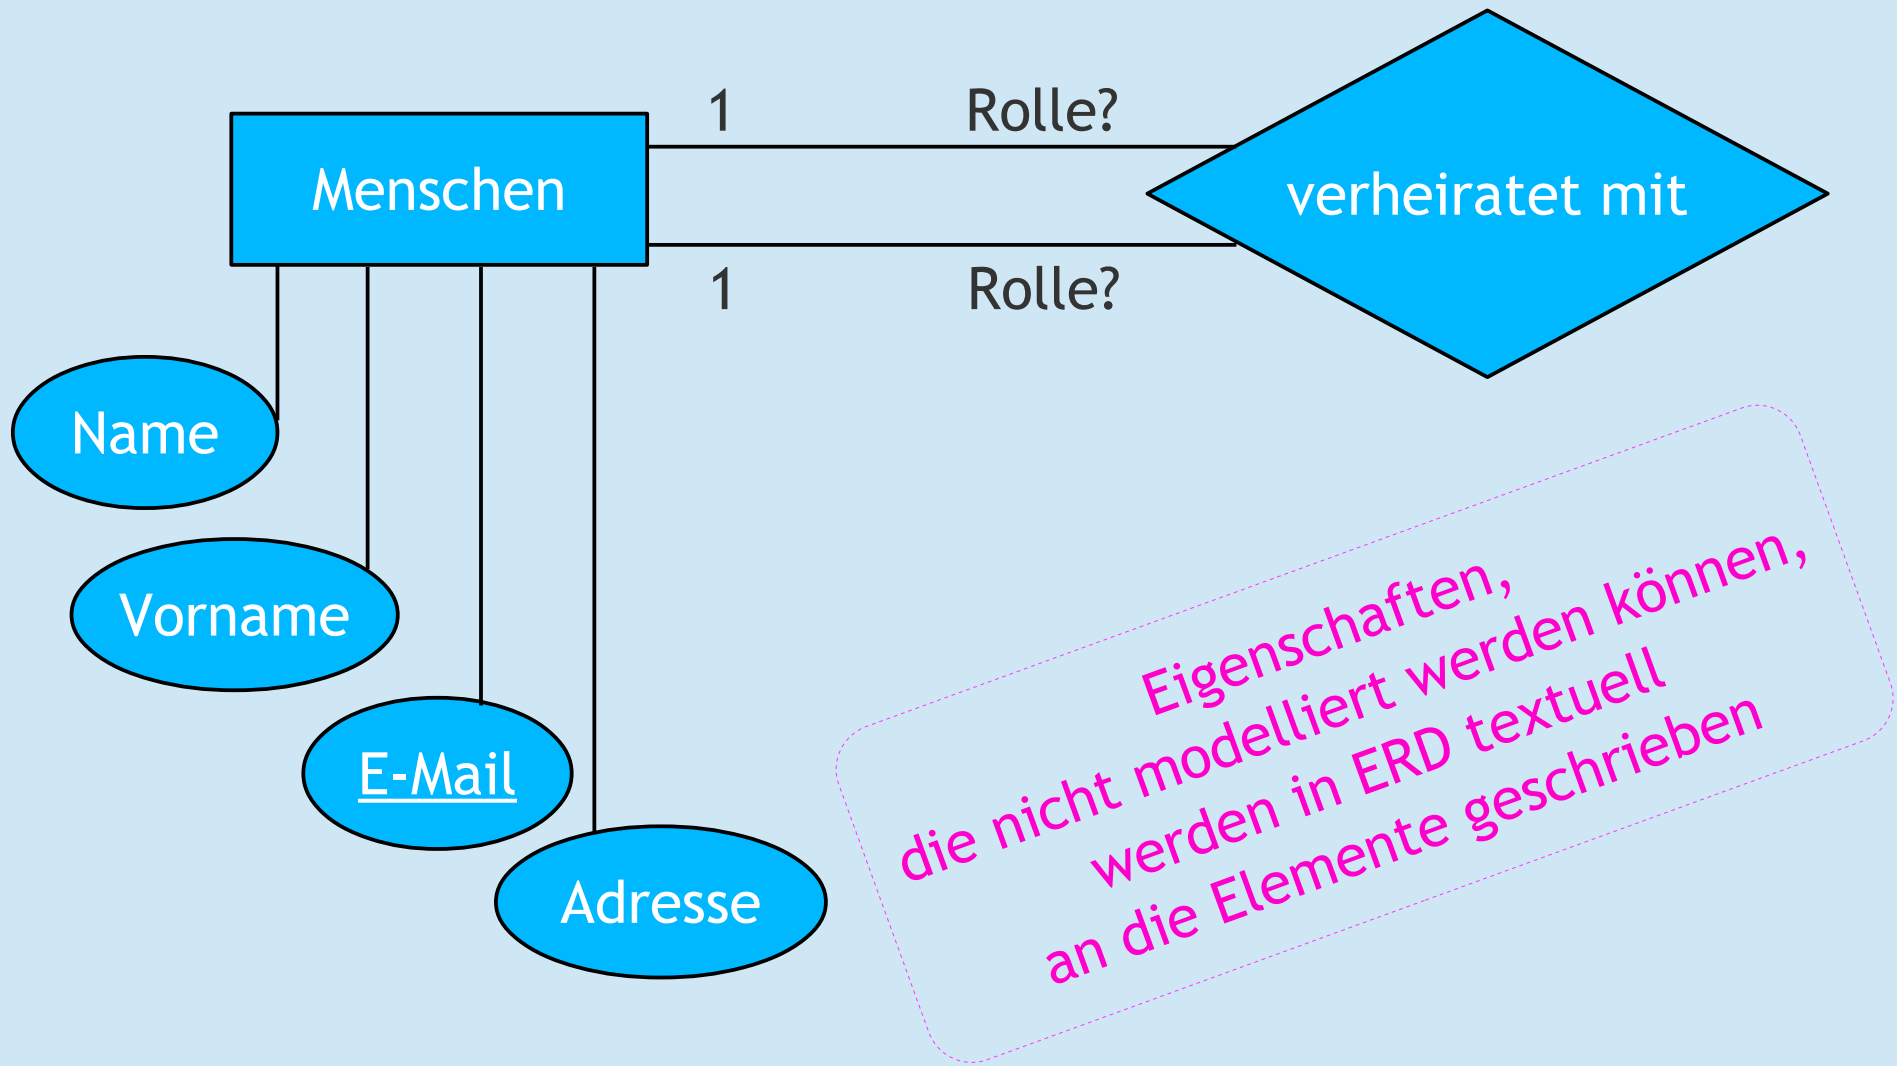 1
Rolle?
Menschen
verheiratet mit
1
Rolle?
Name
Vorname
E-Mail
Adresse
Eigenschaften,
die nicht modelliert werden können,
werden in ERD textuell
an die Elemente geschrieben